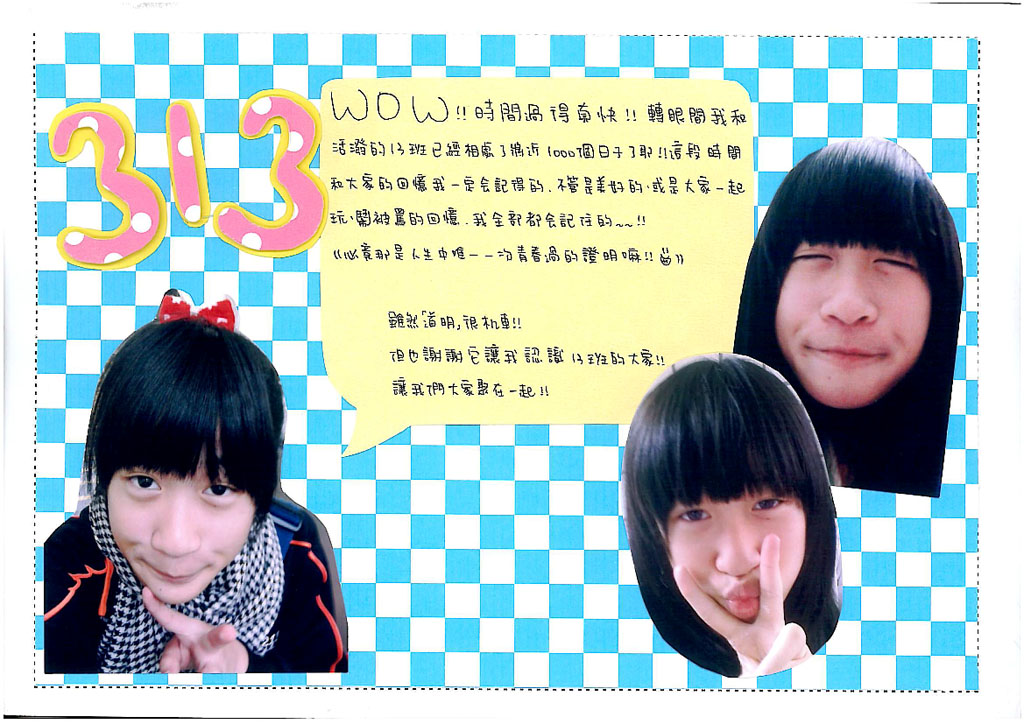 313
WOW!! 時間過得真快!! 轉眼間我和
活潑的13班已經相處了將近1000個日子了耶!!這段時間
和大家的回憶我一定会記得的、不管是美好的、或是大家一起
玩、鬧被罵的回憶、我全部都会記住的~~!!
((必竟那是人生中唯一一次青春過的證明嘛!! ))
雖然「道明」很机車!!
但也謝謝它讓我認識13班的大家!!
讓我們大家聚在一起!!